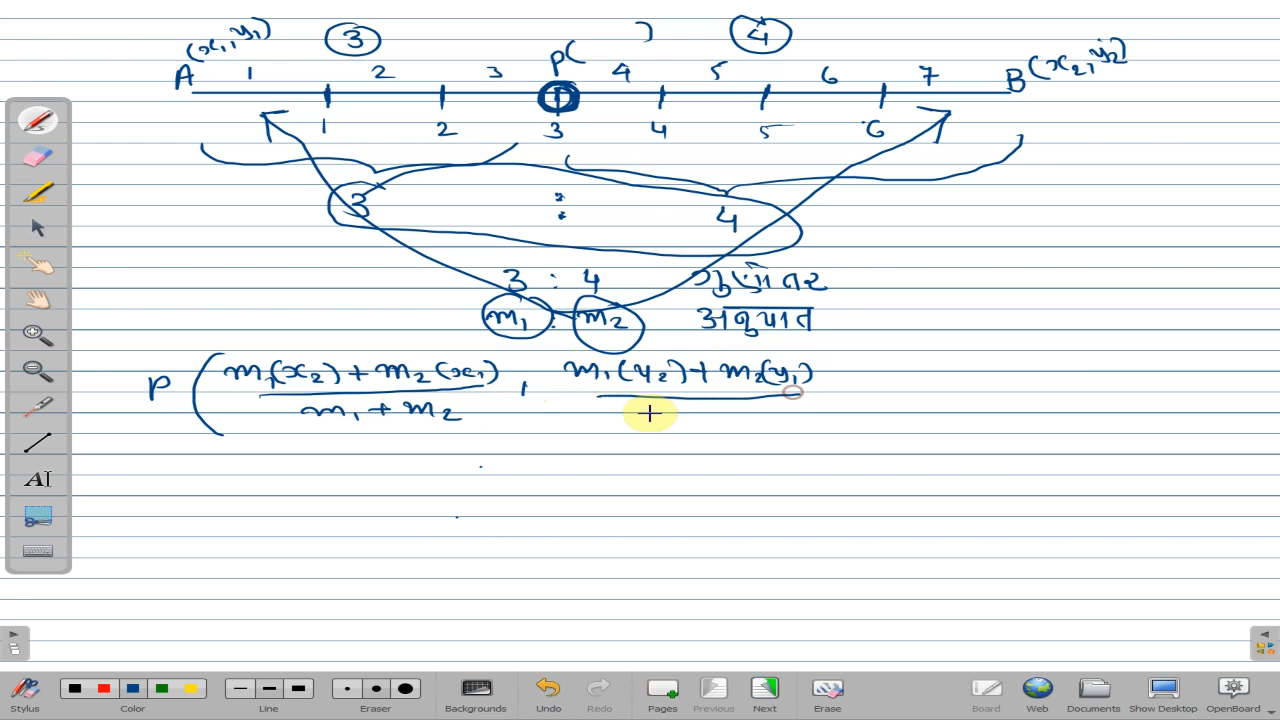 (x₁, y₁) 3 ) 4
A 1 2 3 P( 4 5 6 7 B (x₂, y₂)
1 2 3 4 5 6
3 : 4
3 : 4
m₁ : m₂ अनुपात
P ( m₁(x₂) + m₂(x₁) , m₁(y₂) + m₂(y₁)
m₁ + m₂
AI
Stylus Color Line Eraser Backgrounds Undo Redo Pages Previous Next Erase Board Web Documents Show Desktop OpenBoard